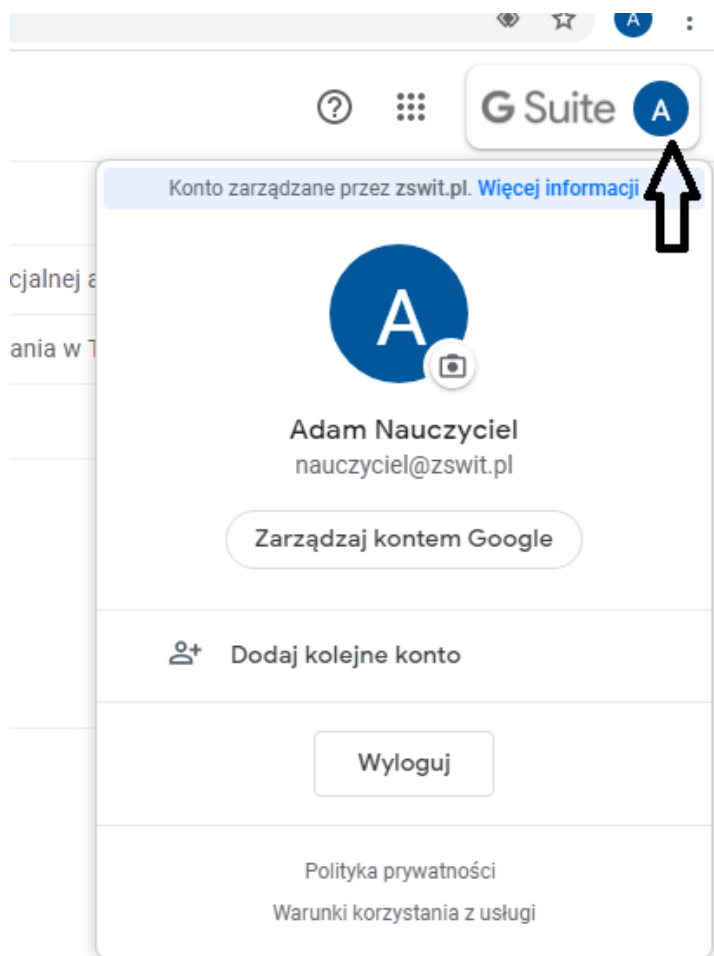 A
G Suite A
Konto zarządzane przez zswit.pl. Więcej informacji
cjalnej a
ania w T
A
Adam Nauczyciel
nauczyciel@zswit.pl
Zarządzaj kontem Google
Dodaj kolejne konto
Wyloguj
Polityka prywatności
Warunki korzystania z usługi